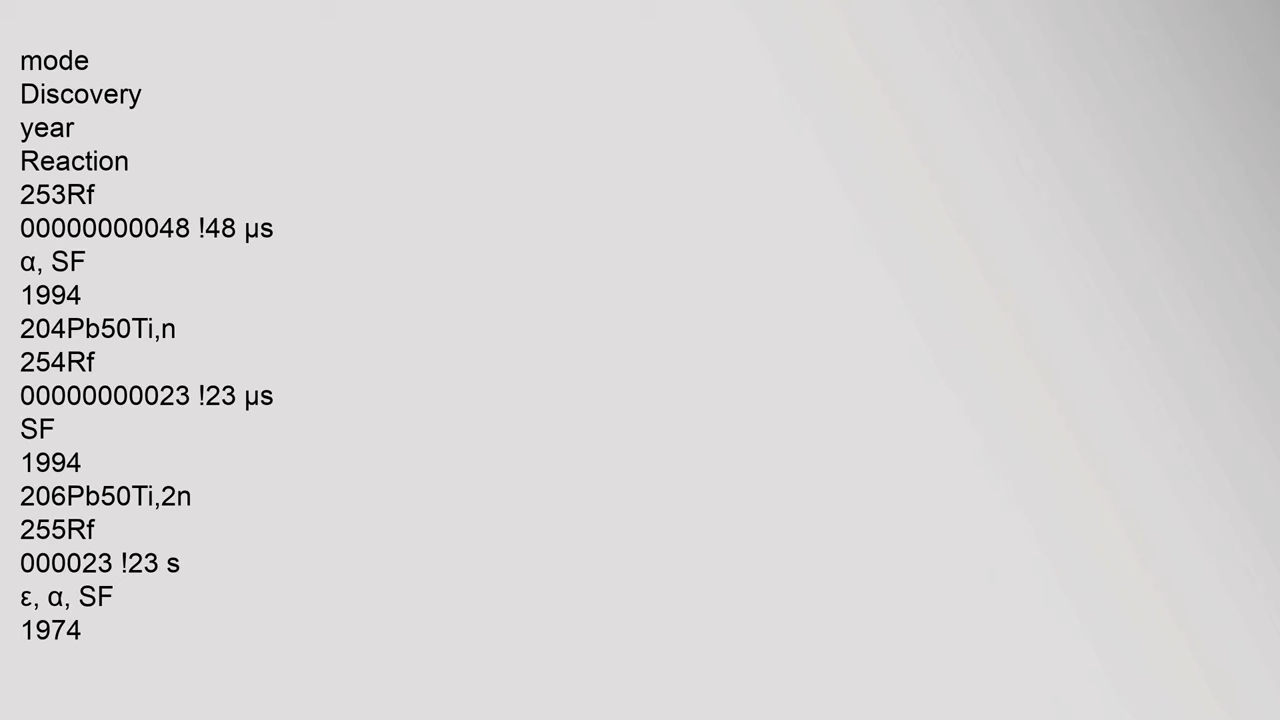 mode
Discovery
year
Reaction
253Rf
00000000048 !48 μs
α, SF
1994
204Pb50Ti,n
254Rf
00000000023 !23 μs
SF
1994
206Pb50Ti,2n
255Rf
000023 !23 s
ε, α, SF
1974